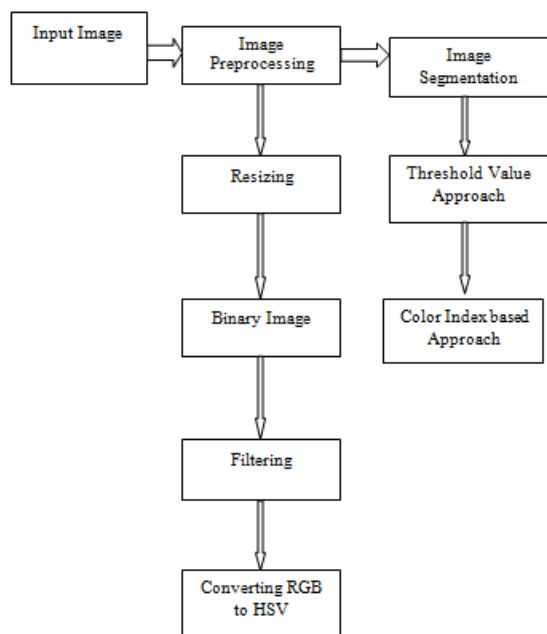 Input Image
Image
Preprocessing
Image
Segmentation
Resizing
Threshold Value
Approach
Binary Image
Color Index based
Approach
Filtering
Converting RGB
to HSV